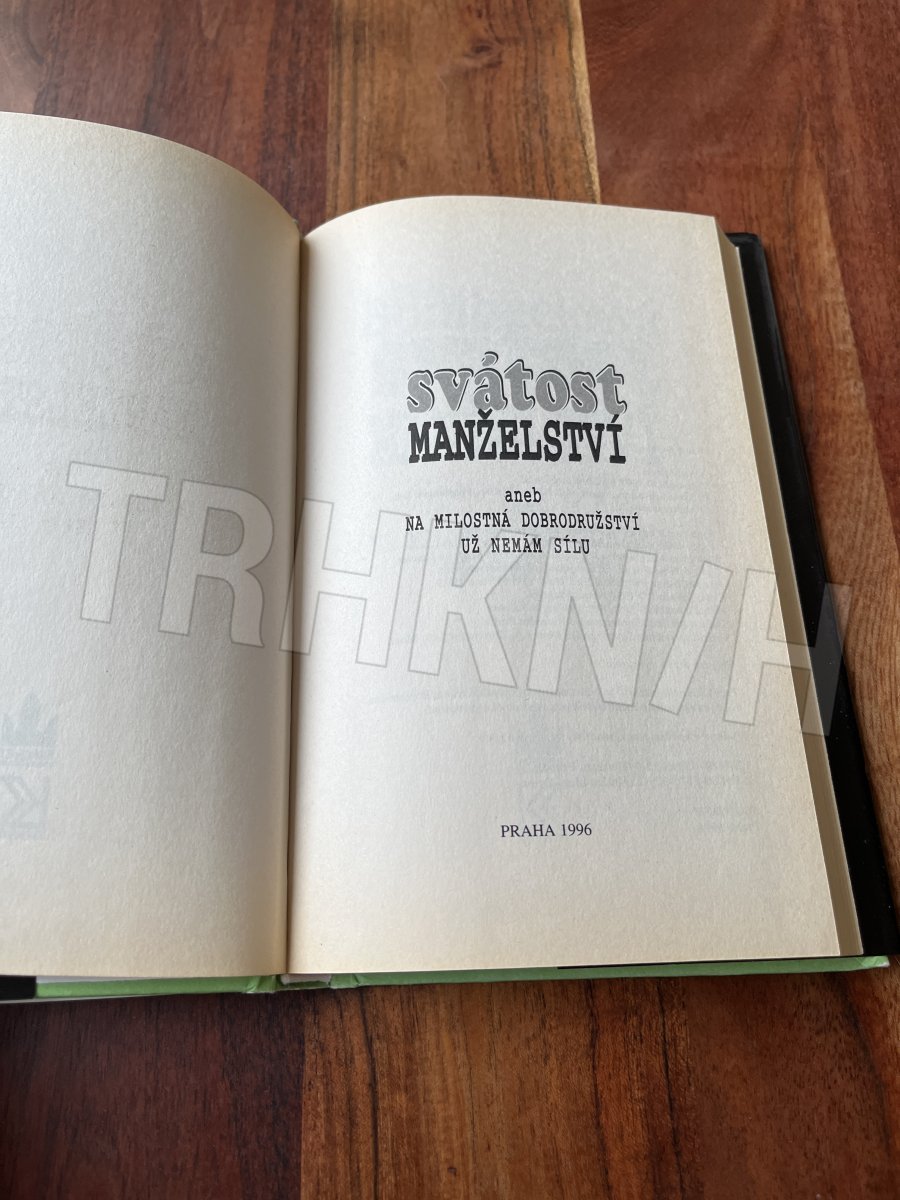 svátost
MANŽELSTVÍ
aneb
NA MILOSTNÁ DOBRODRUŽSTVÍ
UŽ NEMÁM SÍLU
TRHKNIH
PRAHA 1996